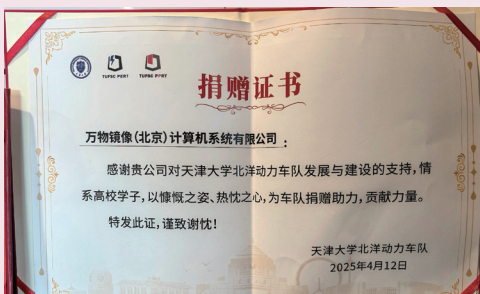 TUPSC PERT TUPSC PERT
捐赠证书
万物镜像(北京)计算机系统有限公司：
感谢贵公司对天津大学北洋动力车队发展与建设的支持，情
系高校学子，以慷慨之姿、热忱之心，为车队捐赠助力，贡献力量。
特发此证，谨致谢忱！
天津大学北洋动力车队
2025年4月12日